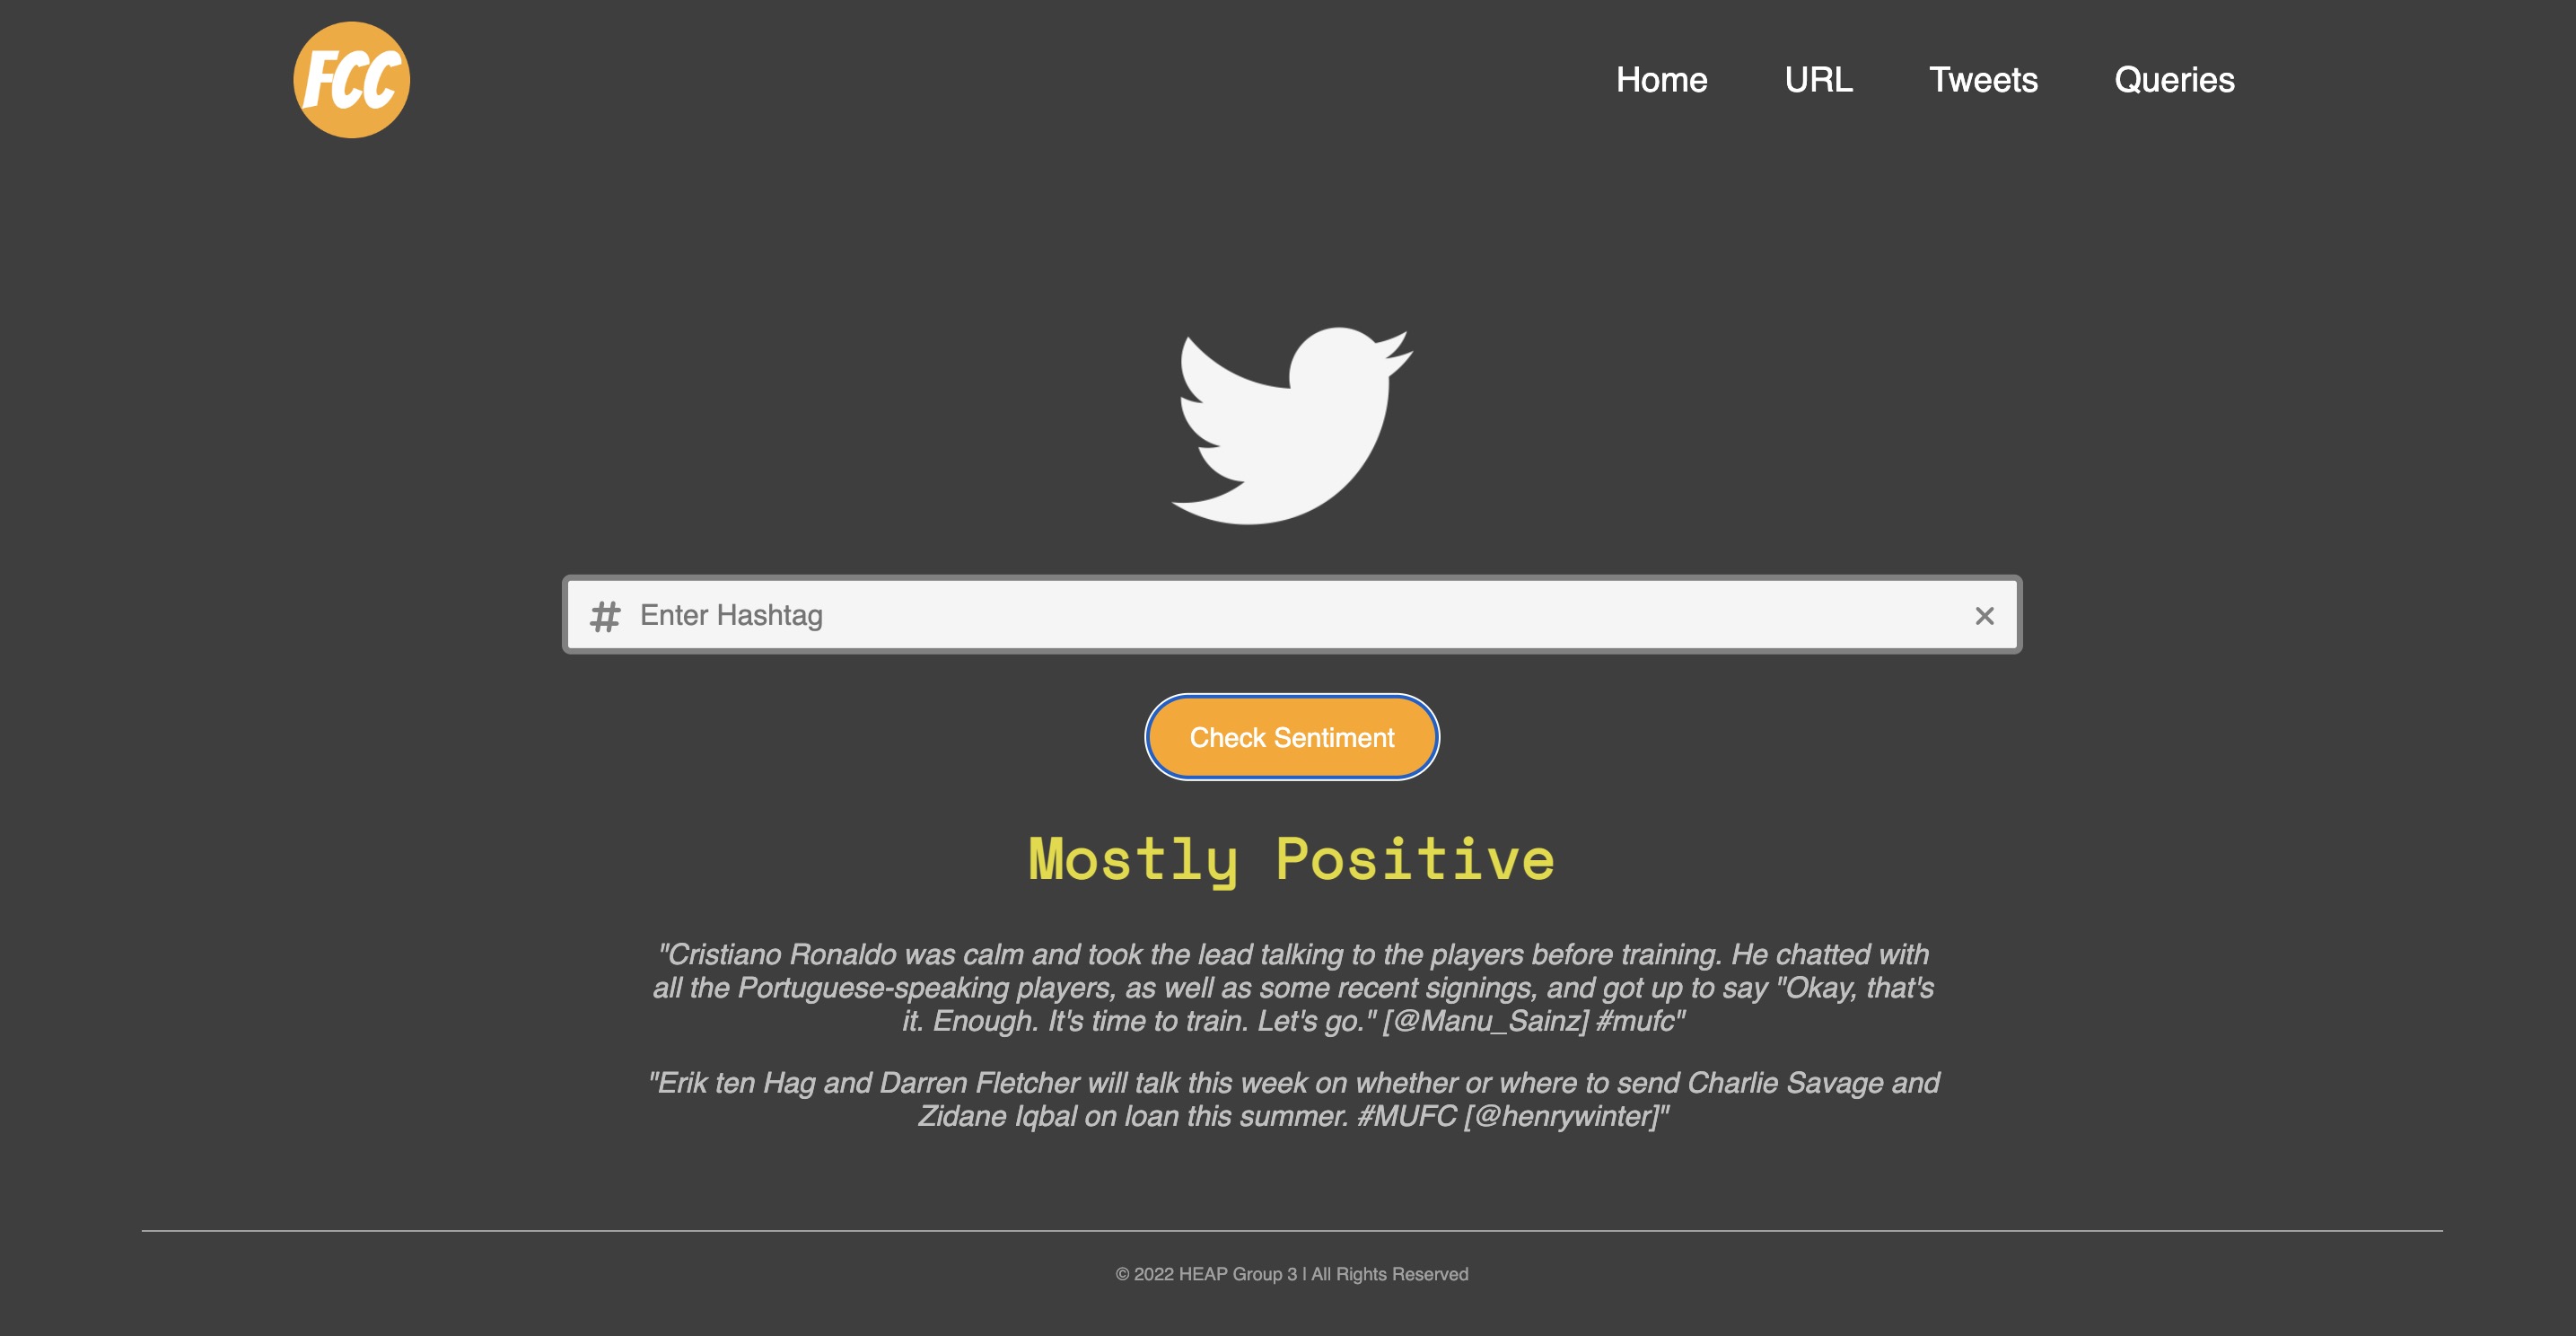 FCC
Home URL Tweets Queries
# Enter Hashtag ×
Check Sentiment
Mostly Positive
"Cristiano Ronaldo was calm and took the lead talking to the players before training. He chatted with
all the Portuguese-speaking players, as well as some recent signings, and got up to say "Okay, that's
it. Enough. It's time to train. Let's go." [@Manu_Sainz] #mufc"
"Erik ten Hag and Darren Fletcher will talk this week on whether or where to send Charlie Savage and
Zidane Iqbal on loan this summer. #MUFC [@henrywinter]"
© 2022 HEAP Group 3 | All Rights Reserved